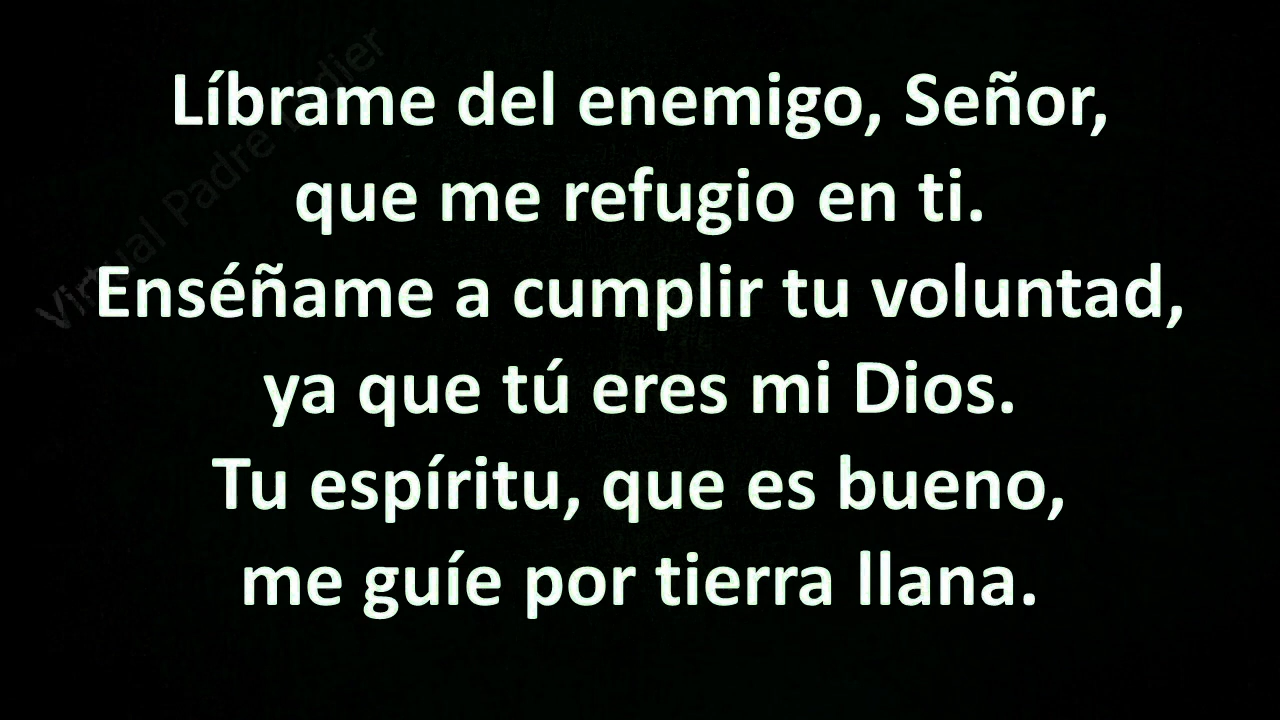 Líbrame del enemigo, Señor,
que me refugio en ti.
Enséñame a cumplir tu voluntad,
ya que tú eres mi Dios.
Tu espíritu, que es bueno,
me guíe por tierra llana.
Virtual Padre